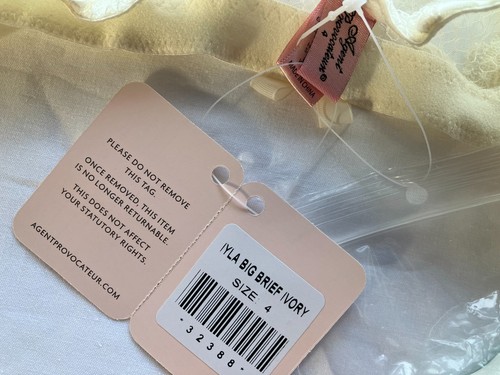 Agent
Provocateur®
4
PLEASE DO NOT REMOVE
THIS TAG.
ONCE REMOVED, THIS ITEM
IS NO LONGER RETURNABLE.
THIS DOES NOT AFFECT
YOUR STATUTORY RIGHTS.
AGENTPROVOCATEUR.COM
IYLA BIG BRIEF IVORY
SIZE 4
*32388*